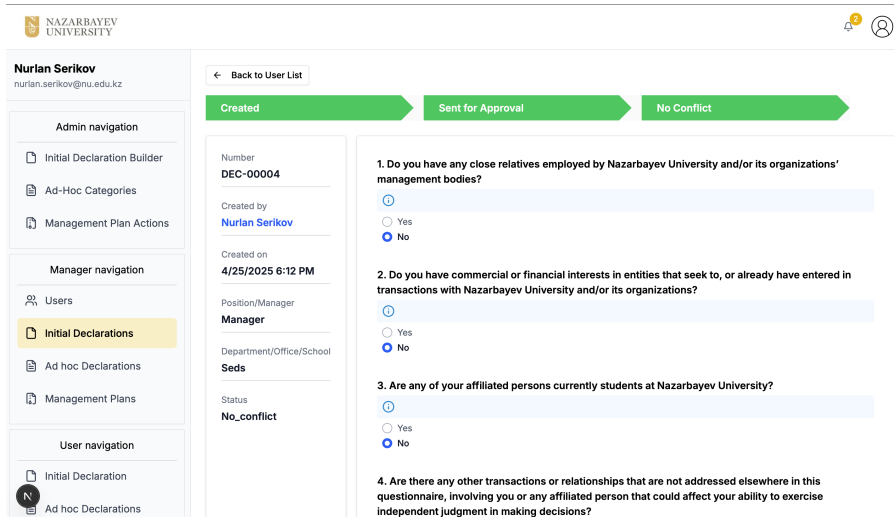 NAZARBAYEV
UNIVERSITY
2
Nurlan Serikov
nurlan.serikov@nu.edu.kz
Admin navigation
Initial Declaration Builder
Ad-Hoc Categories
Management Plan Actions
Manager navigation
Users
Initial Declarations
Ad hoc Declarations
Management Plans
User navigation
Initial Declaration
N
Ad hoc Declarations
← Back to User List
Created
Sent for Approval
No Conflict
Number
DEC-00004
Created by
Nurlan Serikov
Created on
4/25/2025 6:12 PM
Position/Manager
Manager
Department/Office/School
Seds
Status
No_conflict
1. Do you have any close relatives employed by Nazarbayev University and/or its organizations’
management bodies?
Yes
No
2. Do you have commercial or financial interests in entities that seek to, or already have entered in
transactions with Nazarbayev University and/or its organizations?
Yes
No
3. Are any of your affiliated persons currently students at Nazarbayev University?
Yes
No
4. Are there any other transactions or relationships that are not addressed elsewhere in this
questionnaire, involving you or any affiliated person that could affect your ability to exercise
independent judgment in making decisions?